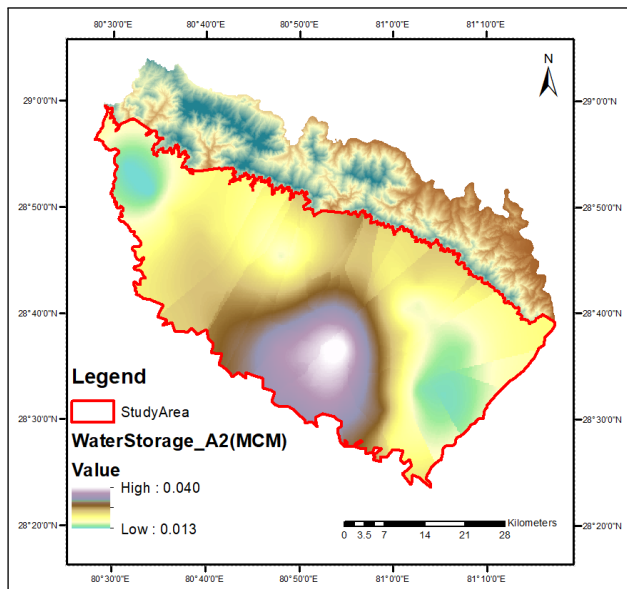 80°30'0"E 80°40'0"E 80°50'0"E 81°0'0"E 81°10'0"E
N
29°0'0"N 29°0'0"N
28°50'0"N 28°50'0"N
28°40'0"N 28°40'0"N
28°30'0"N 28°30'0"N
28°20'0"N 28°20'0"N
Legend
StudyArea
WaterStorage_A2(MCM)
Value
High : 0.040
Low : 0.013
Kilometers
0 3.5 7 14 21 28
80°30'0"E 80°40'0"E 80°50'0"E 81°0'0"E 81°10'0"E